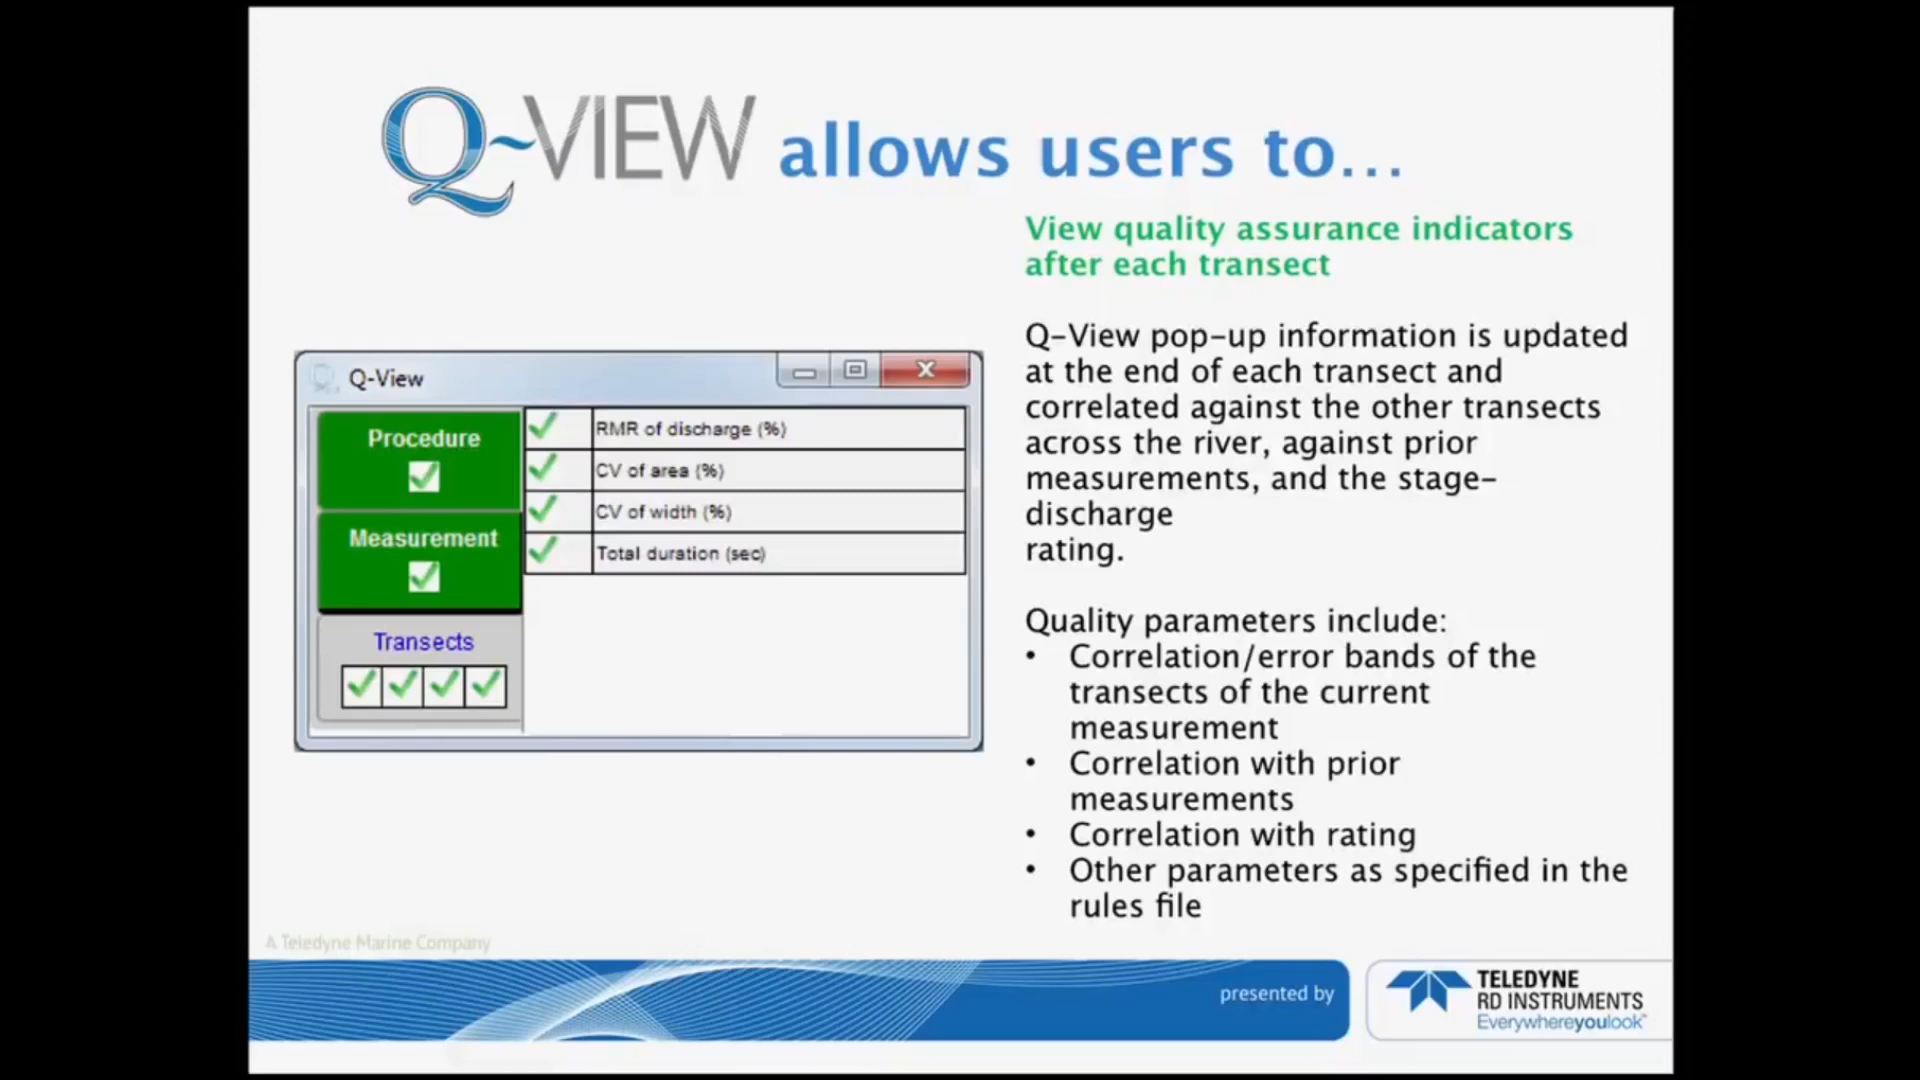 Q~VIEW allows users to...
View quality assurance indicators
after each transect
Q-View pop-up information is updated
at the end of each transect and
correlated against the other transects
across the river, against prior
measurements, and the stage-
discharge
rating.
Quality parameters include:
• Correlation/error bands of the
transects of the current
measurement
• Correlation with prior
measurements
• Correlation with rating
• Other parameters as specified in the
rules file
Q-View
Procedure
Measurement
Transects
RMR of discharge (%)
CV of area (%)
CV of width (%)
Total duration (sec)
A Teledyne Marine Company
presented by
TELEDYNE
RD INSTRUMENTS
Everywhereyoulook™